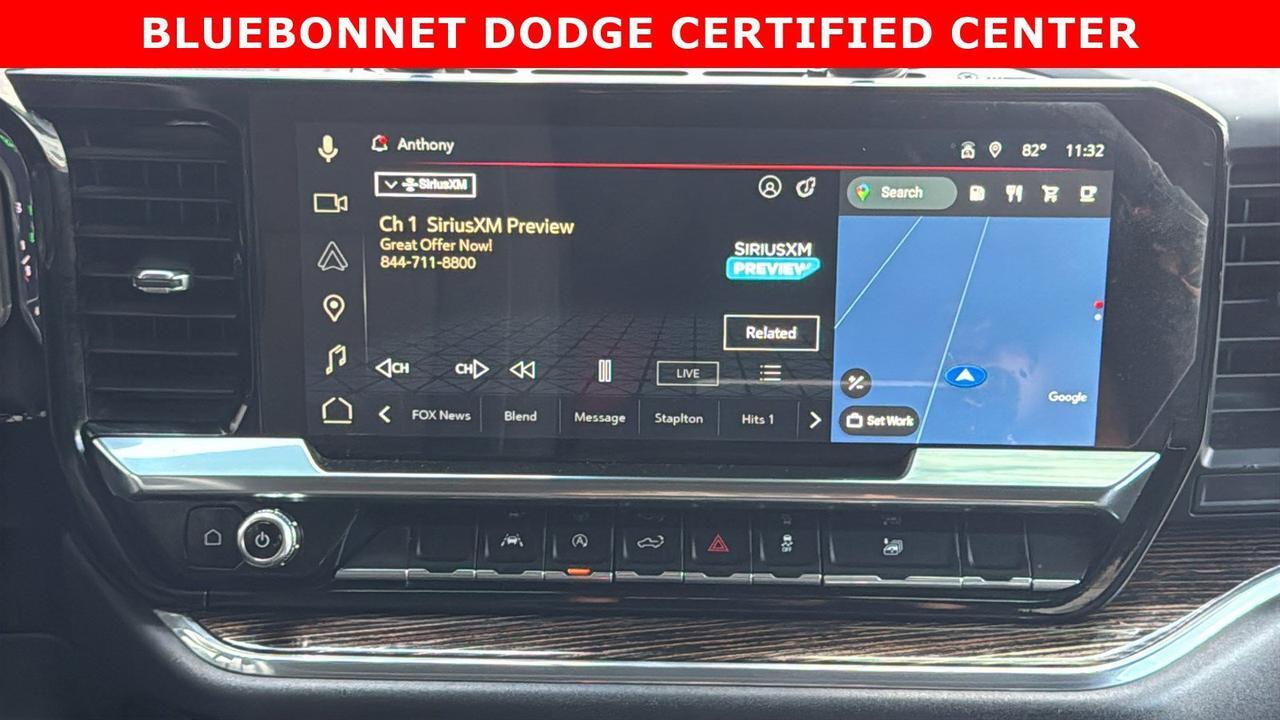 BLUEBONNET DODGE CERTIFIED CENTER
Anthony
82° 11:32
SiriusXM
Search
Ch 1 SiriusXM Preview
Great Offer Now!
844-711-8800
SIRIUSXM
PREVIEW
Related
CH
CH
LIVE
Google
FOX News
Blend
Message
Staplton
Hits 1
Set Work
OFF